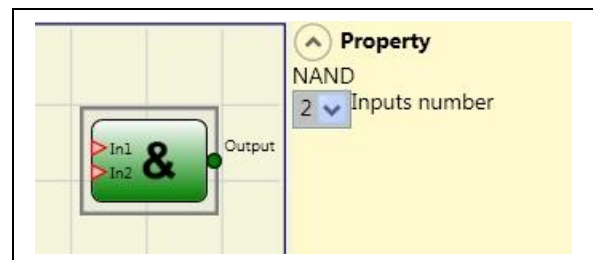 In1
In2
&
Output
Property
NAND
2 Inputs number